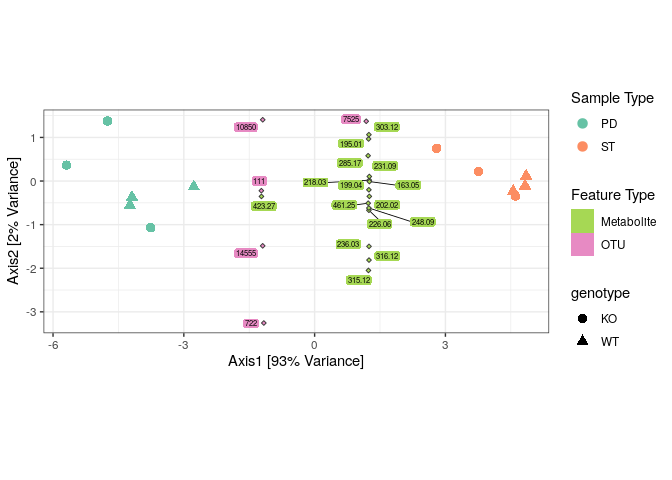 Sample Type
PD
ST
Feature Type
Metabolite
OTU
genotype
KO
WT
Axis2 [2% Variance]
1
0
-1
-2
-3
10850
7525
303.12
195.01
285.17
231.09
111
218.03
199.04
163.05
423.27
461.25
202.02
226.06
248.09
236.03
14555
316.12
315.12
722
-6
-3
0
3
Axis1 [93% Variance]